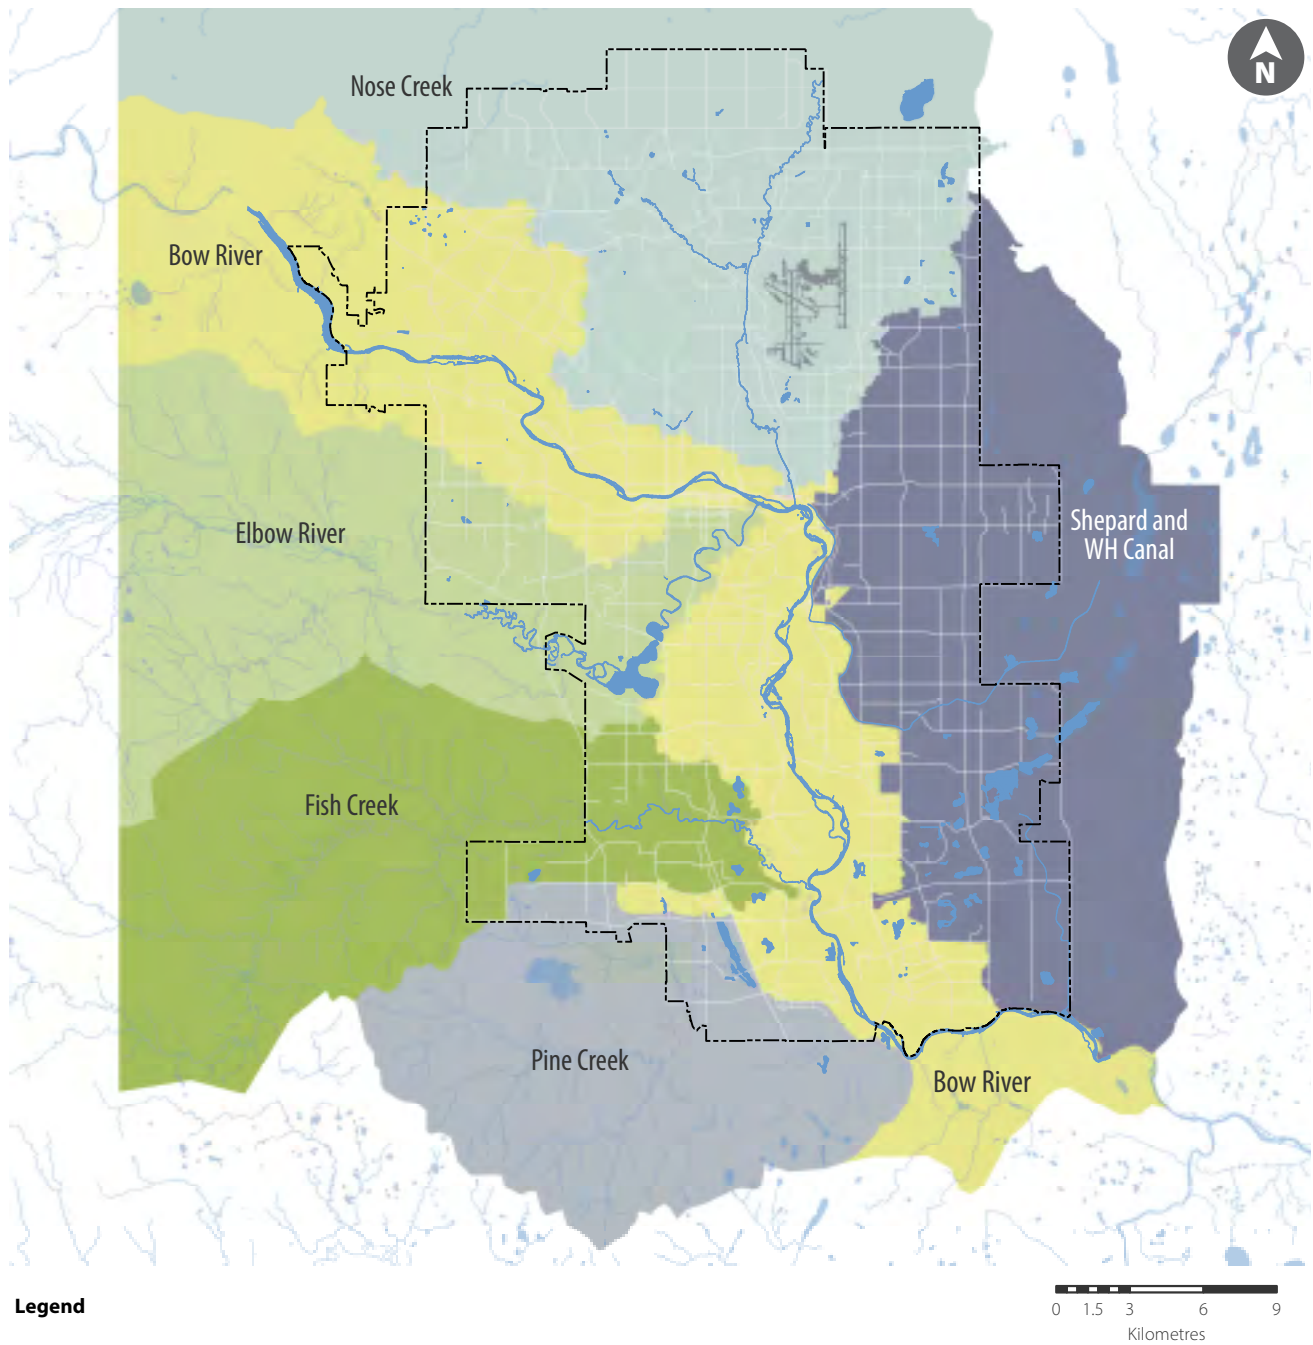 N
Nose Creek
Bow River
Elbow River
Shepard and
WH Canal
Fish Creek
Pine Creek
Bow River
Legend
0 1.5 3 6 9
Kilometres